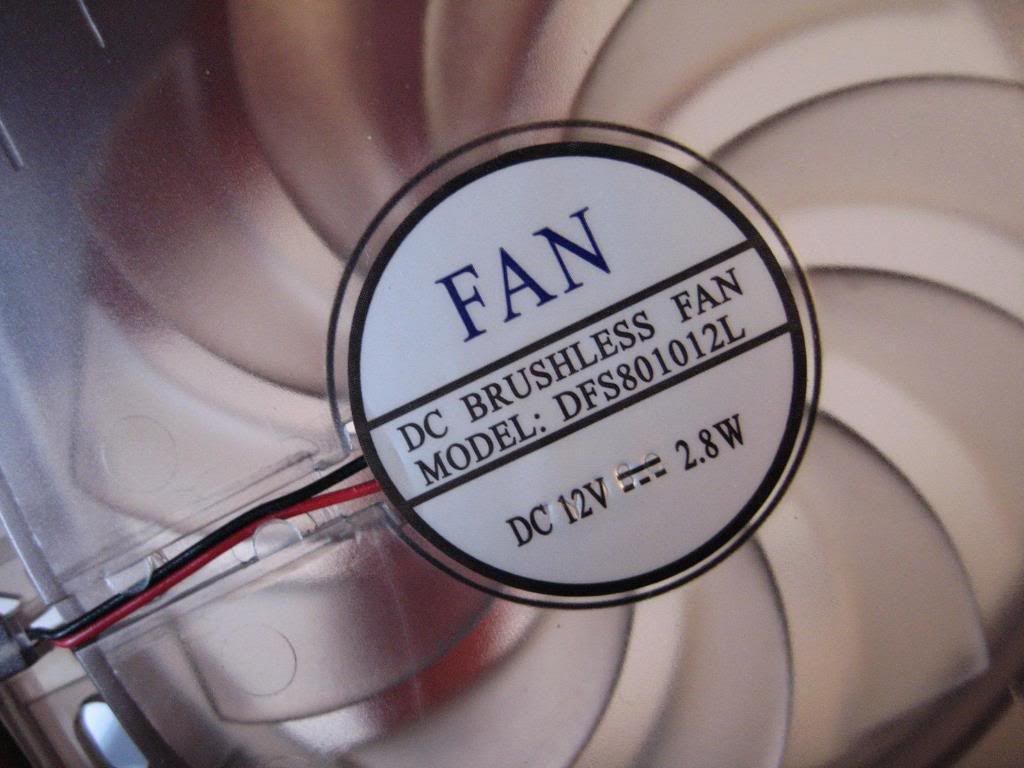 FAN
DC BRUSHLESS FAN
MODEL: DFS801012L
DC 12V 2.8W